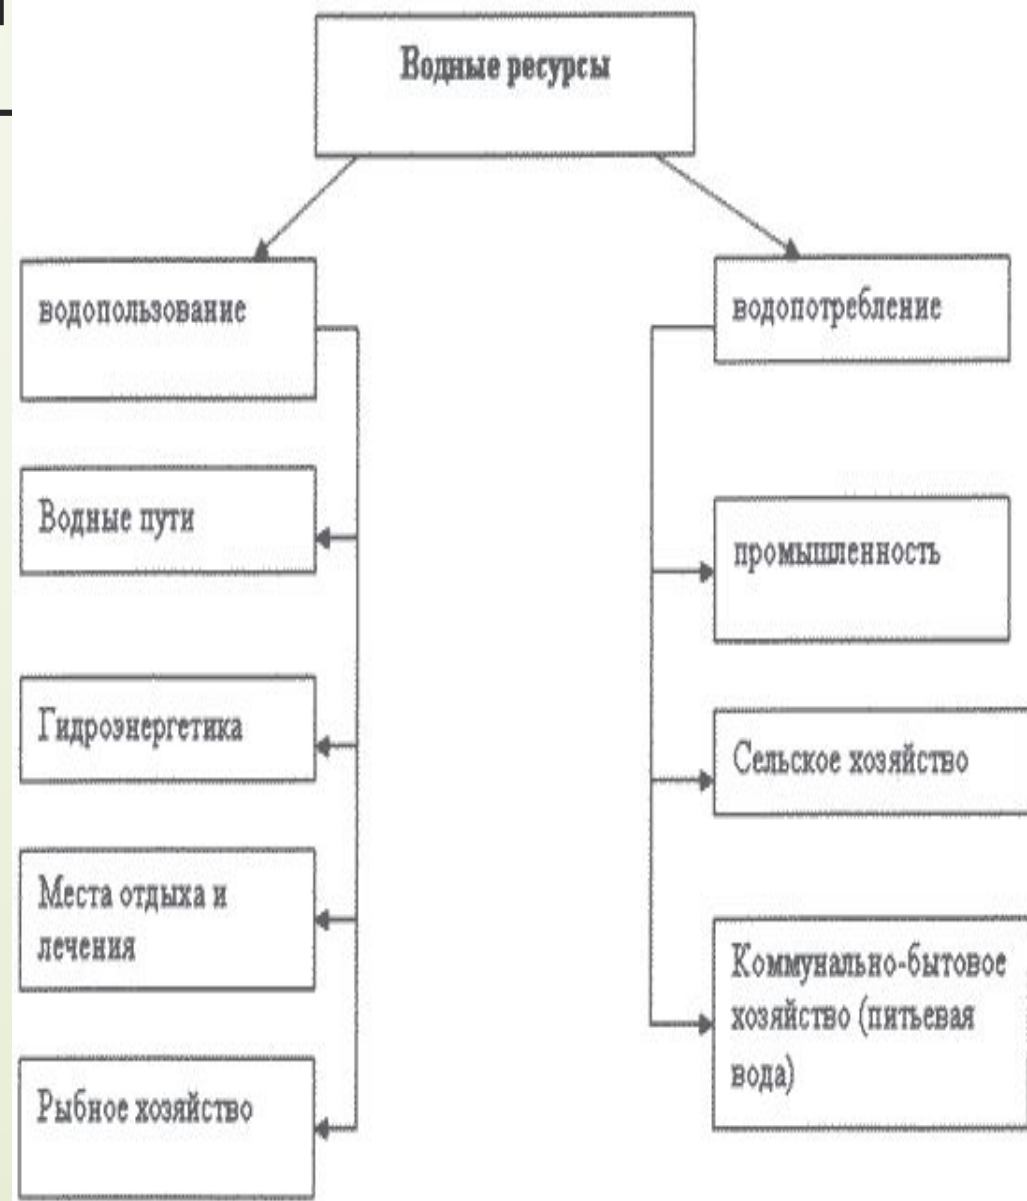 Водные ресурсы
водопользование
Водные пути
Гидроэнергетика
Места отдыха и
лечения
Рыбное хозяйство
водопотребление
промышленность
Сельское хозяйство
Коммунально-бытовое
хозяйство (питьевая
вода)